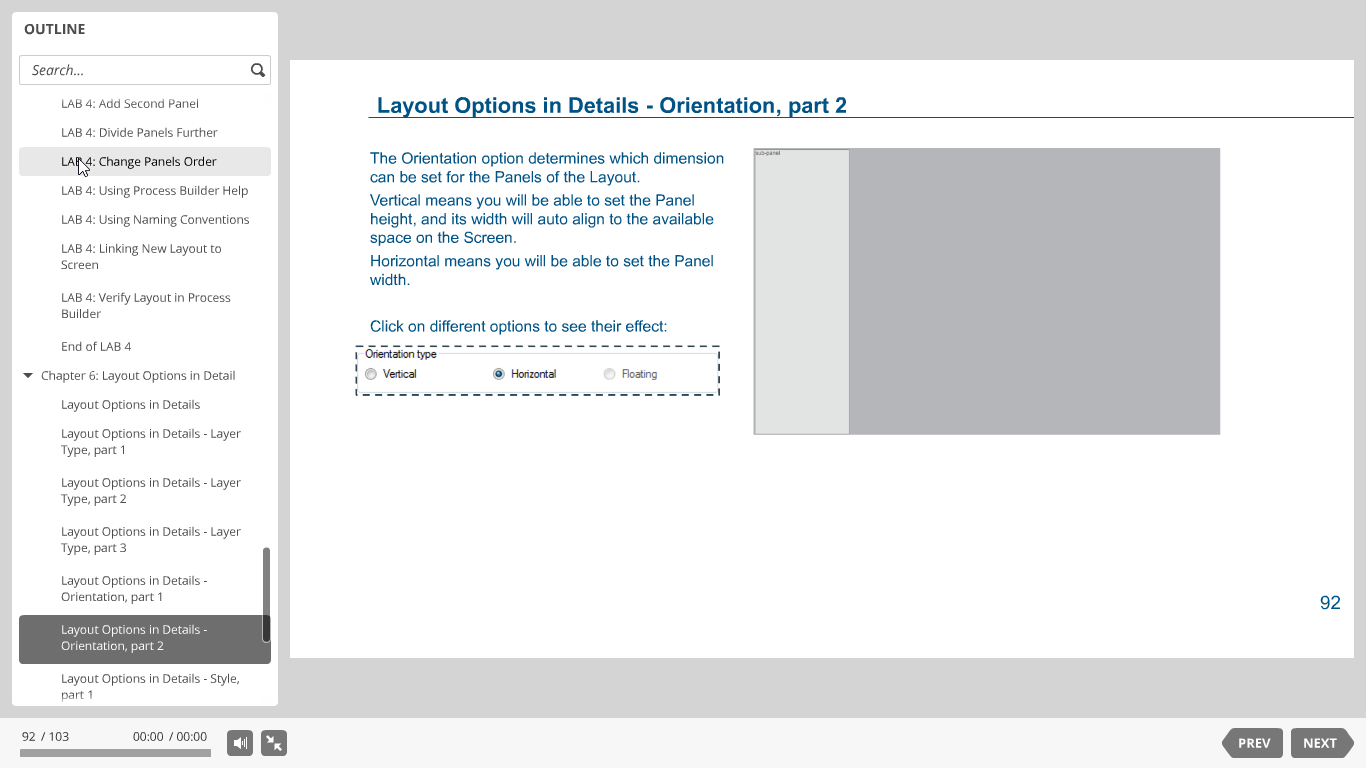 OUTLINE
Search...
LAB 4: Add Second Panel
LAB 4: Divide Panels Further
LAB 4: Change Panels Order
LAB 4: Using Process Builder Help
LAB 4: Using Naming Conventions
LAB 4: Linking New Layout to
Screen
LAB 4: Verify Layout in Process
Builder
End of LAB 4
Chapter 6: Layout Options in Detail
Layout Options in Details
Layout Options in Details - Layer
Type, part 1
Layout Options in Details - Layer
Type, part 2
Layout Options in Details - Layer
Type, part 3
Layout Options in Details -
Orientation, part 1
Layout Options in Details -
Orientation, part 2
Layout Options in Details - Style,
part 1
Layout Options in Details - Orientation, part 2
The Orientation option determines which dimension
can be set for the Panels of the Layout.
Vertical means you will be able to set the Panel
height, and its width will auto align to the available
space on the Screen.
Horizontal means you will be able to set the Panel
width.
Click on different options to see their effect:
Orientation type
Vertical
Horizontal
Floating
Sub-panel
92
92 / 103
00:00 / 00:00
PREV
NEXT